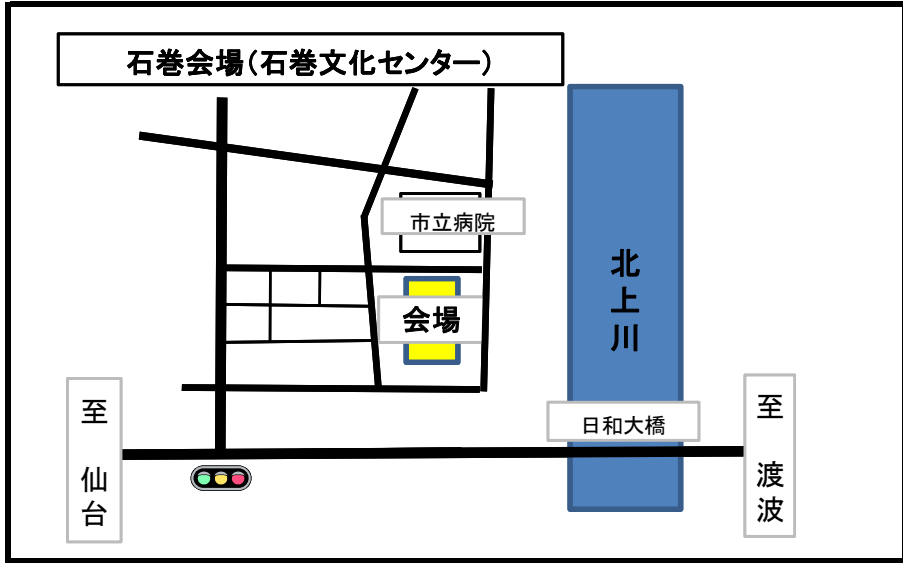 石巻会場(石巻文化センター)
市立病院
会場
北上川
日和大橋
至 仙台
至 渡波